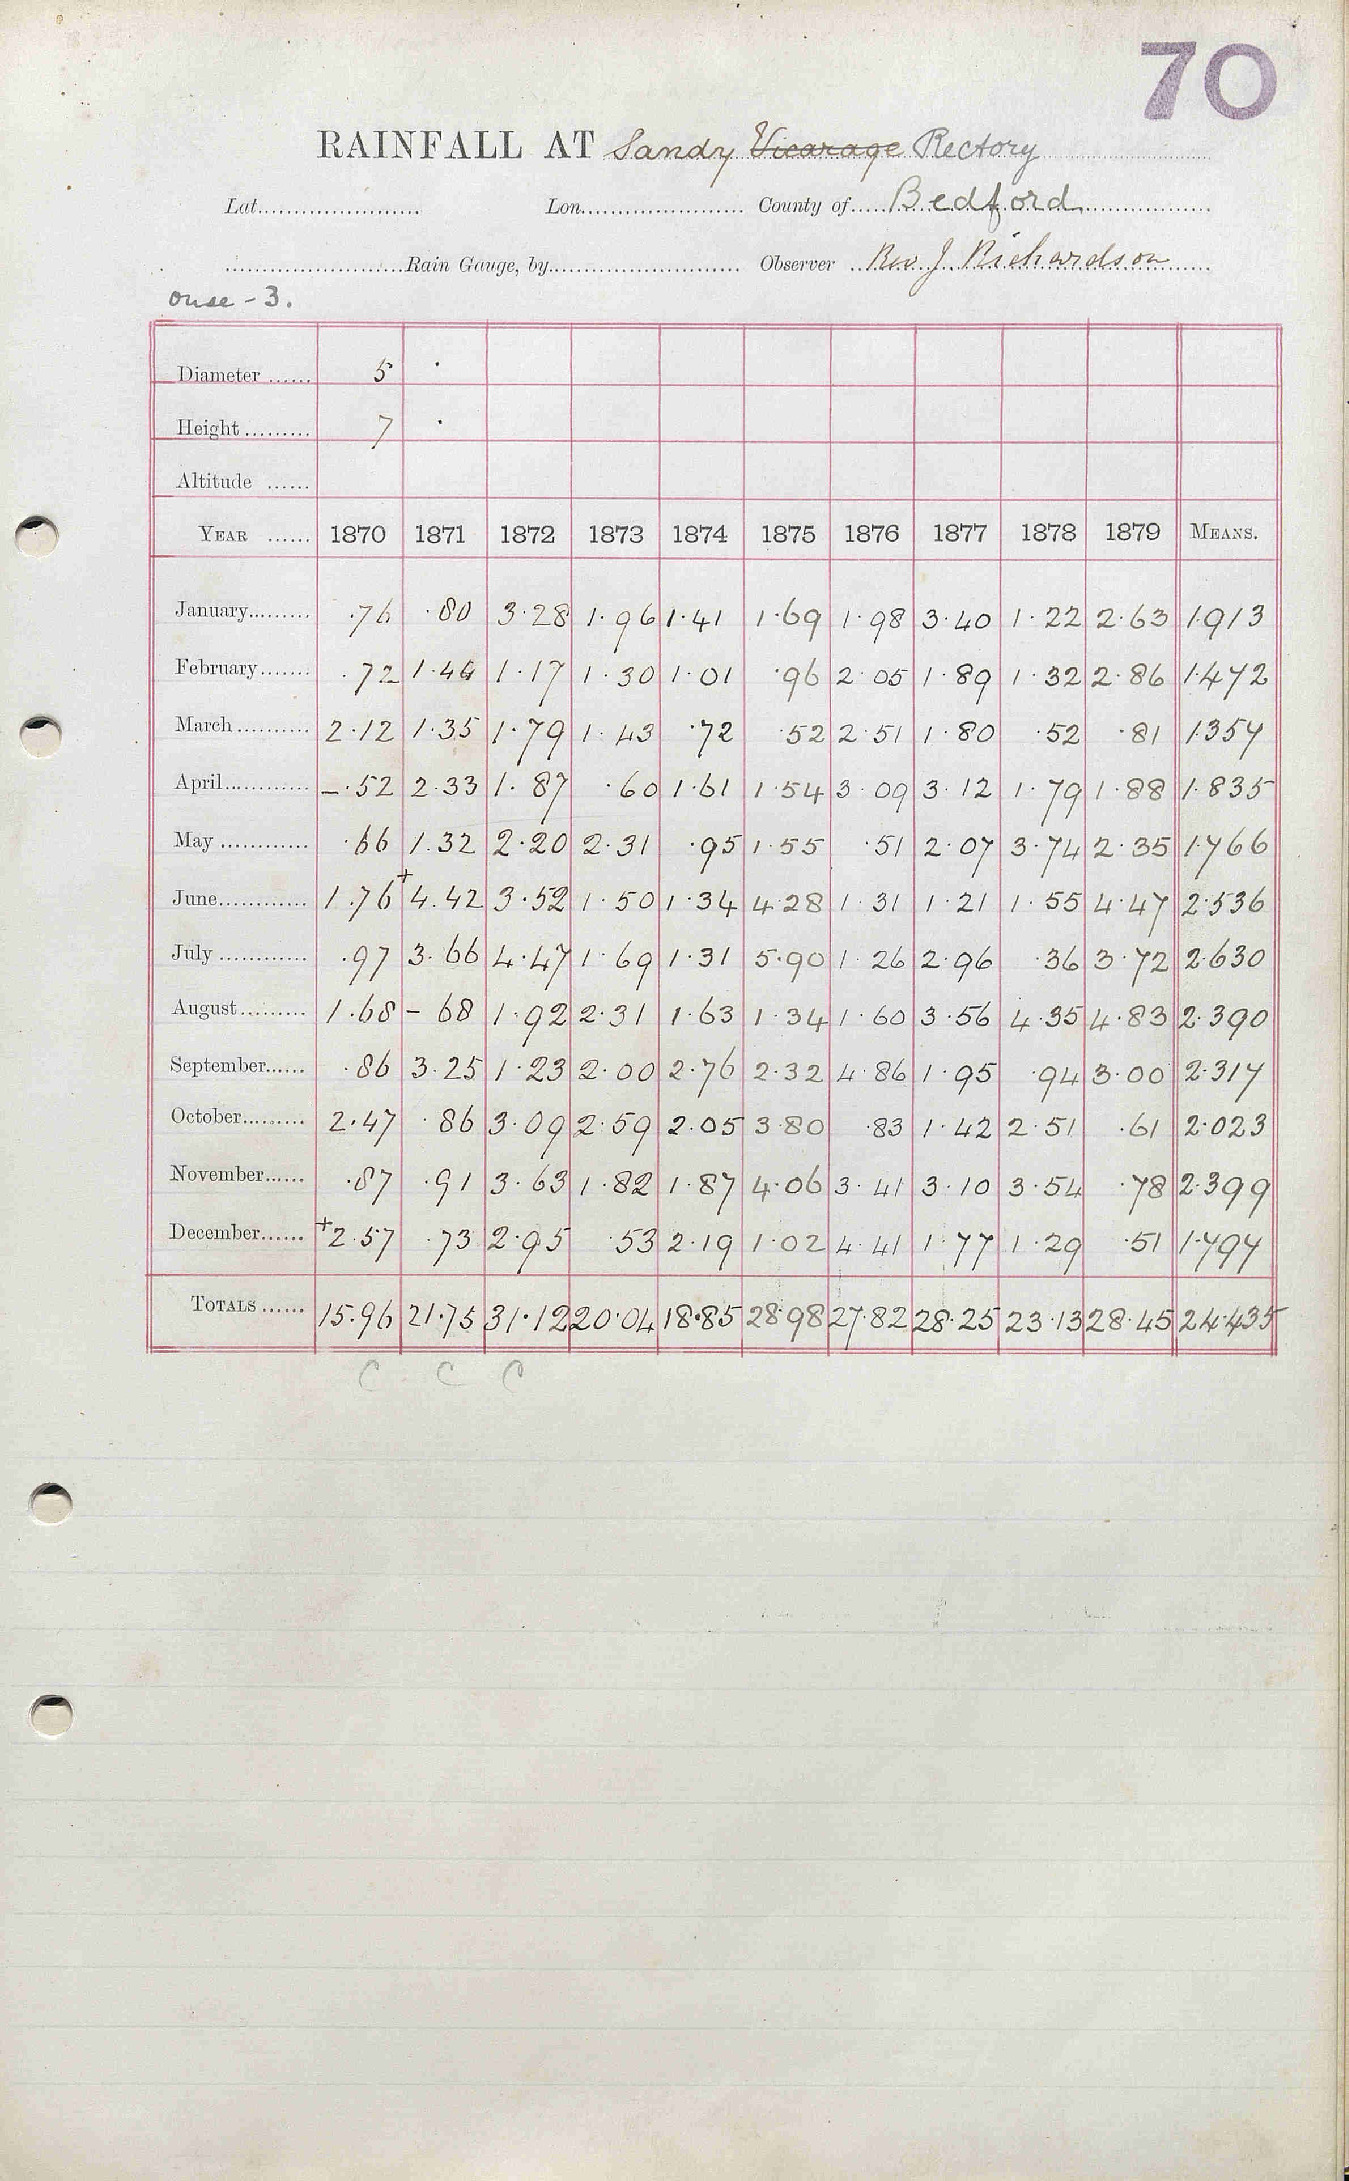 70
RAINFALL AT Sandy Vicarage Rectory
Lat. Lon. County of Bedford
Rain Gauge, by Observer Rev J Richardson
ouse - 3.
Diameter 5
Height 7
Altitude
YEAR 1870 1871 1872 1873 1874 1875 1876 1877 1878 1879 MEANS.
January ·76 ·80 3·28 1·96 1·41 1·69 1·98 3·40 1·22 2·63 1·913
February ·72 1·44 1·17 1·30 1·01 ·96 2·05 1·89 1·32 2·86 1·472
March 2·12 1·35 1·79 1·43 ·72 ·52 2·51 1·80 ·52 ·81 1·357
April –·52 2·33 1·87 ·60 1·61 1·54 3·09 3·12 1·79 1·88 1·835
May ·66 1·32 2·20 2·31 ·95 1·55 ·51 2·07 3·74 2·35 1·766
June 1·76 +4·42 3·52 1·50 1·34 4·28 1·31 1·21 1·55 4·47 2·536
July ·97 3·66 4·47 1·69 1·31 5·90 1·26 2·96 ·36 3·72 2·630
August 1·68 – 68 1·92 2·31 1·63 1·34 1·60 3·56 4·35 4·83 2·390
September ·86 3·25 1·23 2·00 2·76 2·32 4·86 1·95 ·94 3·00 2·317
October 2·47 ·86 3·09 2·59 2·05 3·80 ·83 1·42 2·51 ·61 2·023
November ·87 ·91 3·63 1·82 1·87 4·06 3·41 3·10 3·54 ·78 2·399
December +2·57 ·73 2·95 ·53 2·19 1·02 4·41 1·77 1·29 ·51 1·797
TOTALS 15·96 21·75 31·12 20·04 18·85 28·98 27·82 28·25 23·13 28·45 24·435
C C C